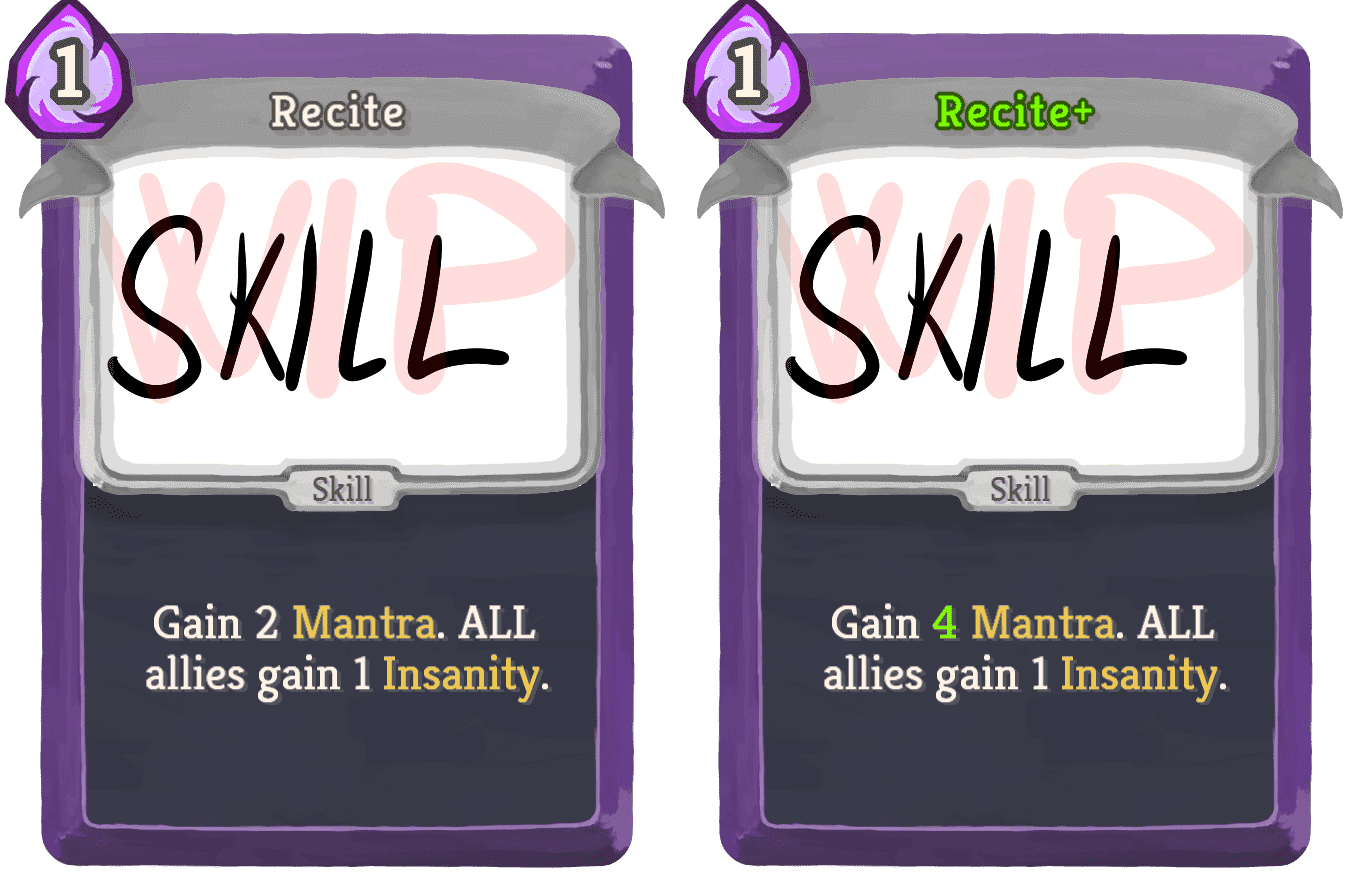 1
Recite
WIP
SKILL
Skill
Gain 2 Mantra. ALL
allies gain 1 Insanity.
1
Recite+
WIP
SKILL
Skill
Gain 4 Mantra. ALL
allies gain 1 Insanity.